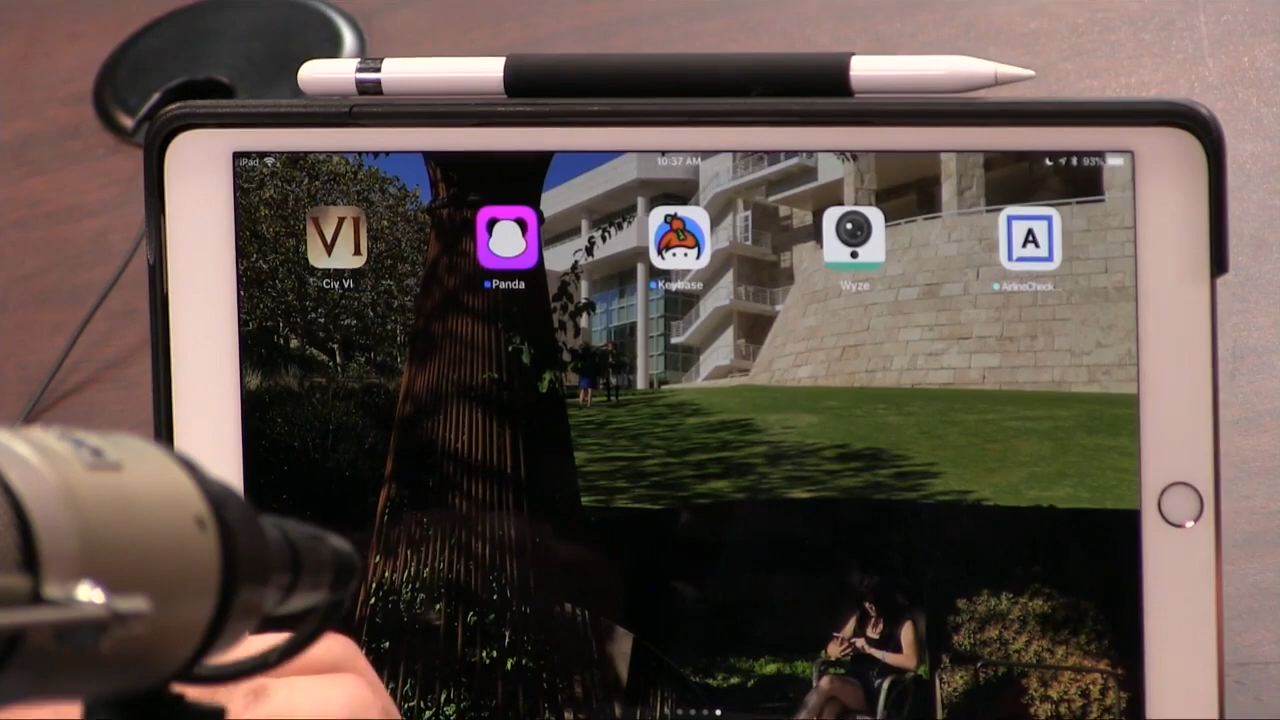 iPad
10:37 AM
93%
VI
A
Civ VI
Panda
Keybase
Wyze
AirlineCheck...